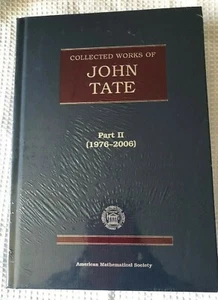 COLLECTED WORKS OF
JOHN
TATE
Part II
(1976–2006)
American Mathematical Society